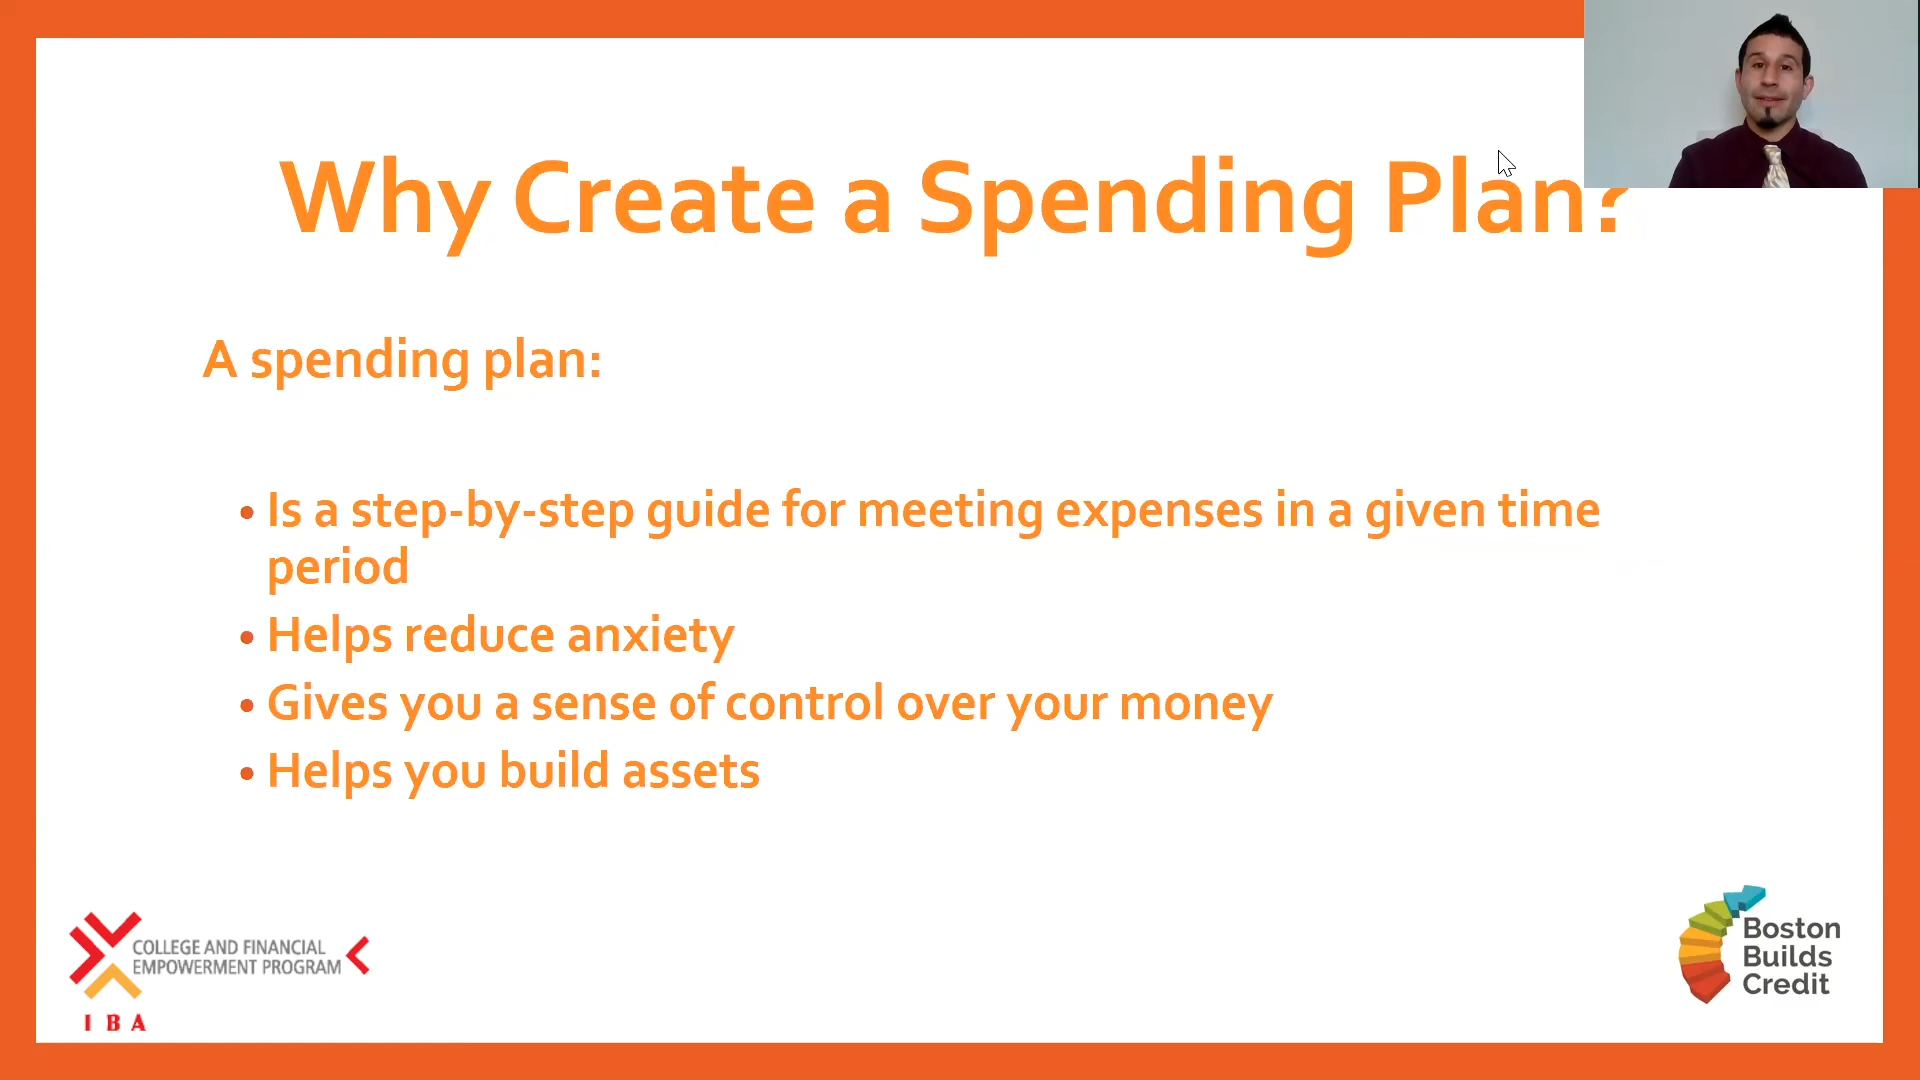 Why Create a Spending Plan?
A spending plan:
• Is a step-by-step guide for meeting expenses in a given time
period
• Helps reduce anxiety
• Gives you a sense of control over your money
• Helps you build assets
COLLEGE AND FINANCIAL
EMPOWERMENT PROGRAM
IBA
Boston
Builds
Credit